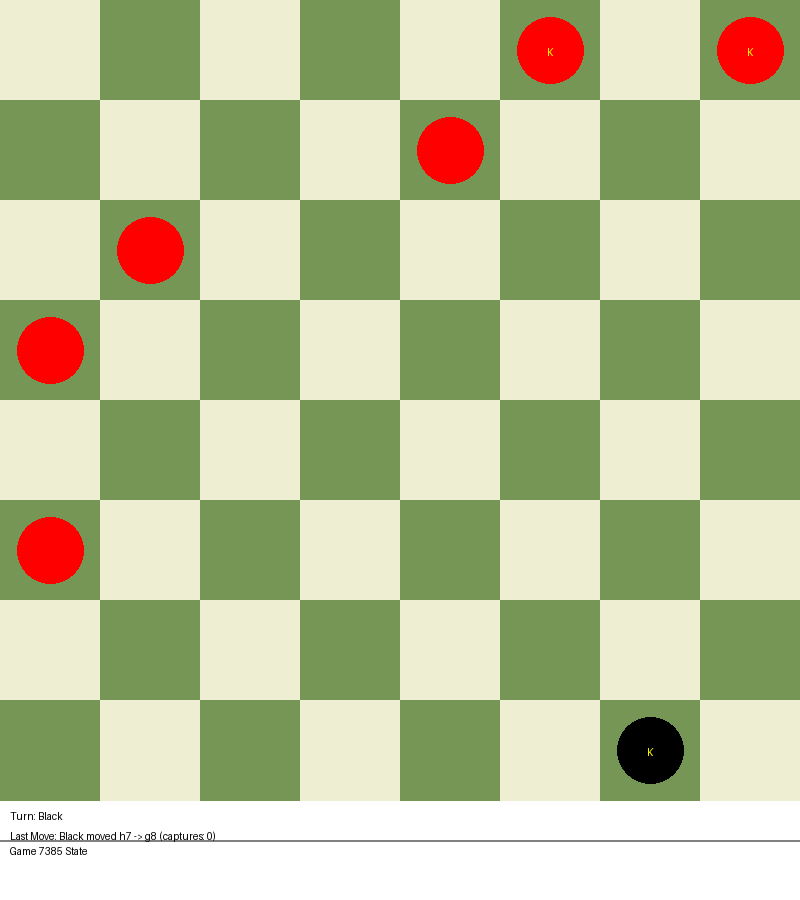 K K
K
Turn: Black
Last Move: Black moved h7 -> g8 (captures: 0)
Game 7385 State